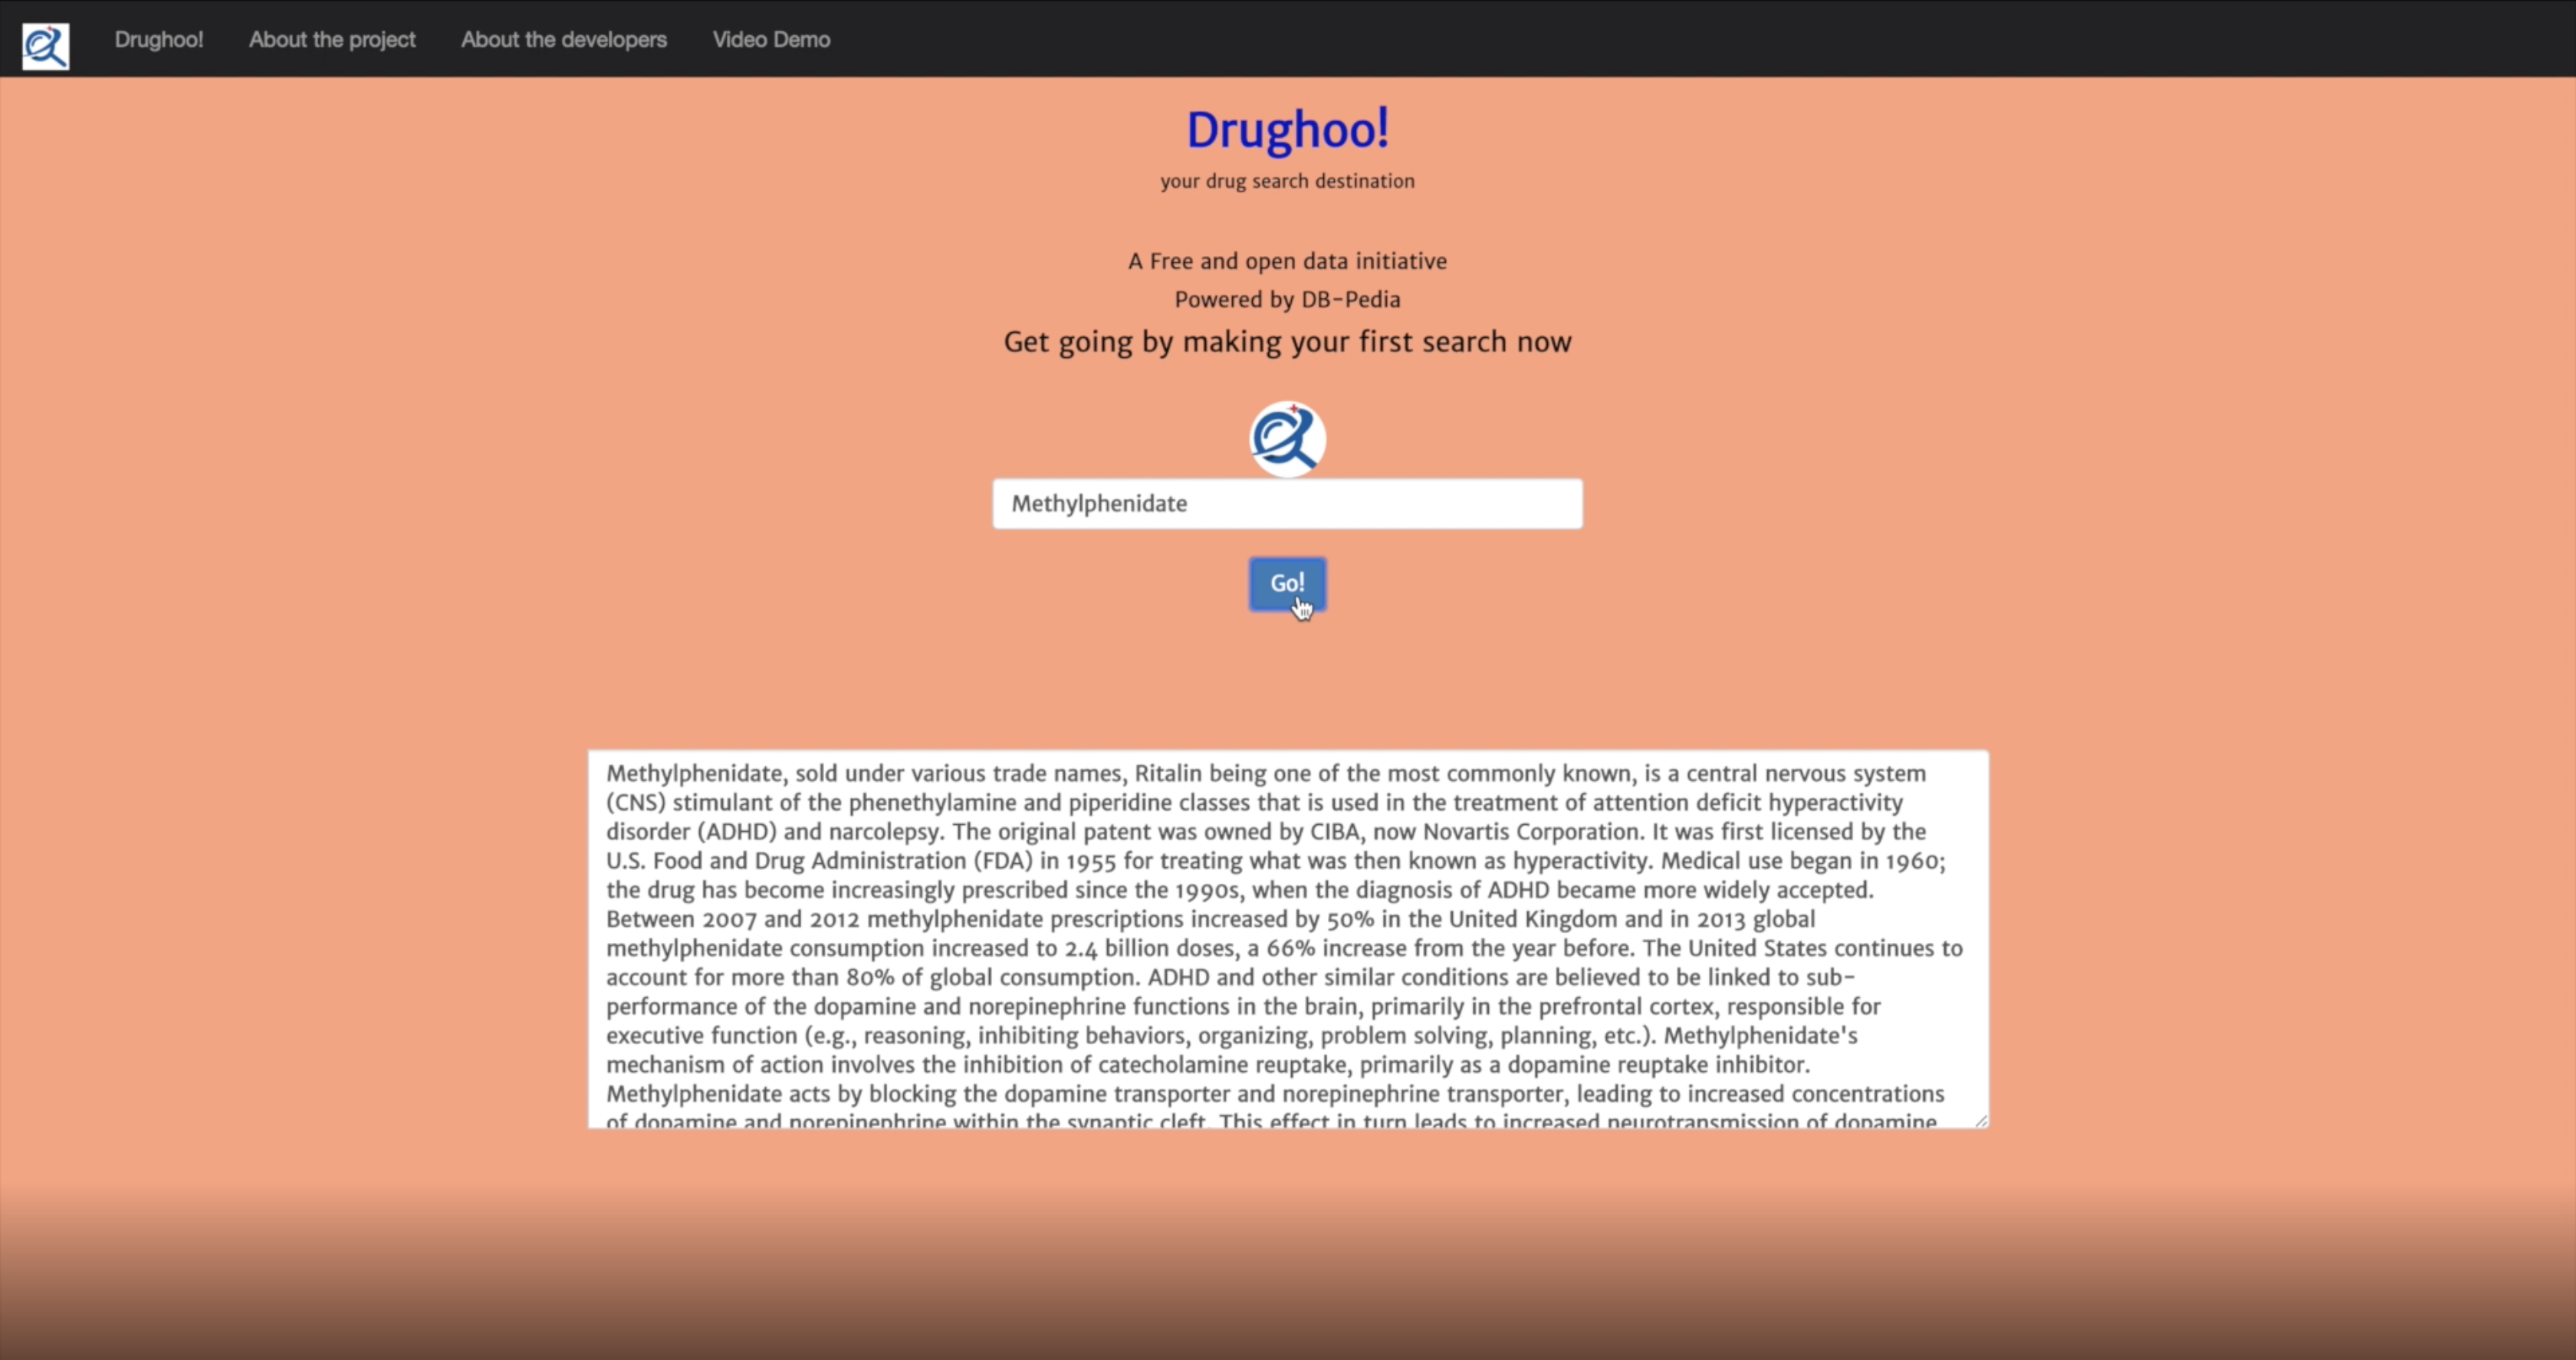 Drughoo! About the project About the developers Video Demo
Drughoo!
your drug search destination
A Free and open data initiative
Powered by DB-Pedia
Get going by making your first search now
Methylphenidate
Go!
Methylphenidate, sold under various trade names, Ritalin being one of the most commonly known, is a central nervous system
(CNS) stimulant of the phenethylamine and piperidine classes that is used in the treatment of attention deficit hyperactivity
disorder (ADHD) and narcolepsy. The original patent was owned by CIBA, now Novartis Corporation. It was first licensed by the
U.S. Food and Drug Administration (FDA) in 1955 for treating what was then known as hyperactivity. Medical use began in 1960;
the drug has become increasingly prescribed since the 1990s, when the diagnosis of ADHD became more widely accepted.
Between 2007 and 2012 methylphenidate prescriptions increased by 50% in the United Kingdom and in 2013 global
methylphenidate consumption increased to 2.4 billion doses, a 66% increase from the year before. The United States continues to
account for more than 80% of global consumption. ADHD and other similar conditions are believed to be linked to sub-
performance of the dopamine and norepinephrine functions in the brain, primarily in the prefrontal cortex, responsible for
executive function (e.g., reasoning, inhibiting behaviors, organizing, problem solving, planning, etc.). Methylphenidate's
mechanism of action involves the inhibition of catecholamine reuptake, primarily as a dopamine reuptake inhibitor.
Methylphenidate acts by blocking the dopamine transporter and norepinephrine transporter, leading to increased concentrations
of dopamine and norepinephrine within the synaptic cleft. This effect in turn leads to increased neurotransmission of dopamine